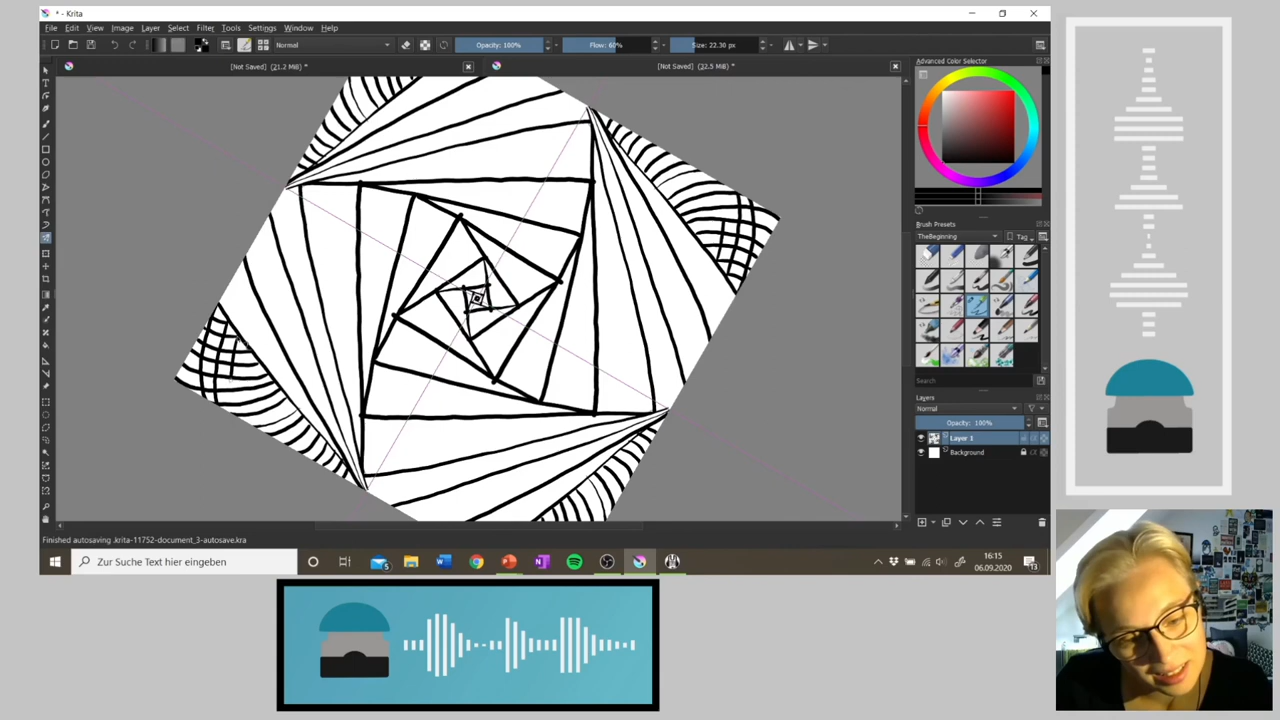 * - Krita
File Edit View Image Layer Select Filter Tools Settings Window Help
Normal Opacity: 100% Flow: 60% Size: 22.30 px
[Not Saved] (21.2 MiB) * [Not Saved] (22.5 MiB) *
Advanced Color Selector
Brush Presets
TheBeginning Tag
Search
Layers
Normal
Opacity: 100%
Layer 1
Background
Finished autosaving .krita-11752-document_3-autosave.kra
Zur Suche Text hier eingeben
5
16:15
06.09.2020
13